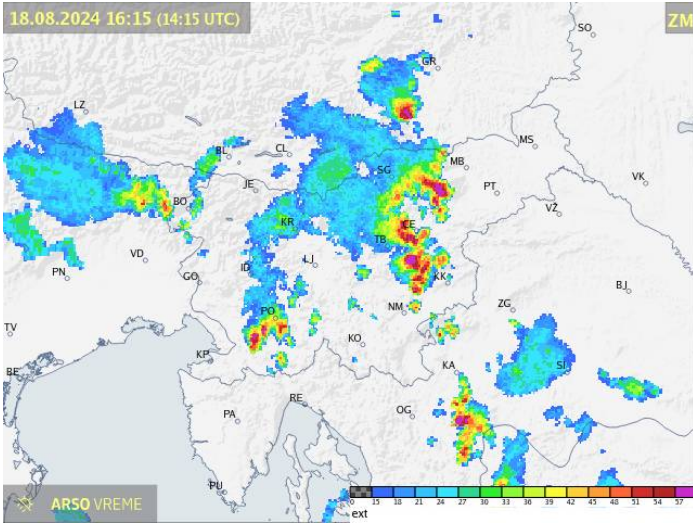 18.08.2024 16:15 (14:15 UTC)
ZM
SO
GR
LZ
MS
BL
CL
MB
SG
VK
JE
PT
BO
VŽ
KR
CE
TB
VD
LJ
ID
PN
GO
KK
BJ
NM
ZG
PO
TV
KO
KP
KA
SI
BE
RE
OG
PA
PU
ARSO VREME
0 15 18 21 24 27 30 33 36 39 42 45 48 51 54 57
ext